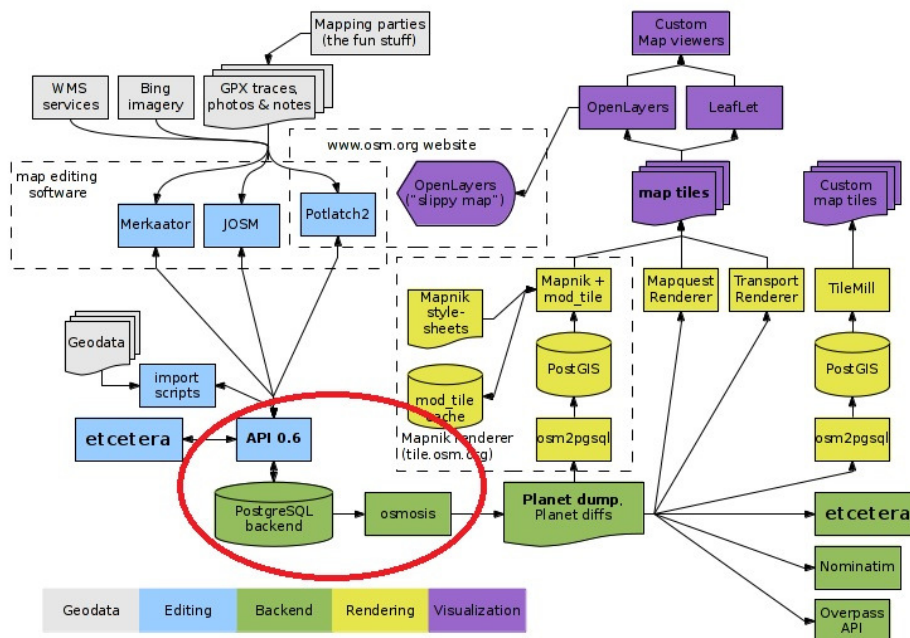 Mapping parties
(the fun stuff)
WMS
services
Bing
imagery
GPX traces,
photos & notes
Custom
Map viewers
OpenLayers
LeafLet
www.osm.org website
map editing
software
OpenLayers
("slippy map")
map tiles
Custom
map tiles
Merkaator
JOSM
Potlatch2
Mapnik +
mod_tile
Mapquest
Renderer
Transport
Renderer
TileMill
Mapnik
style-
sheets
Geodata
import
scripts
PostGIS
PostGIS
mod_tile
cache
etcetera
API 0.6
Mapnik renderer
(tile.osm.org)
osm2pgsql
osm2pgsql
PostgreSQL
backend
osmosis
Planet dump,
Planet diffs
etcetera
Nominatim
Overpass
API
Geodata
Editing
Backend
Rendering
Visualization